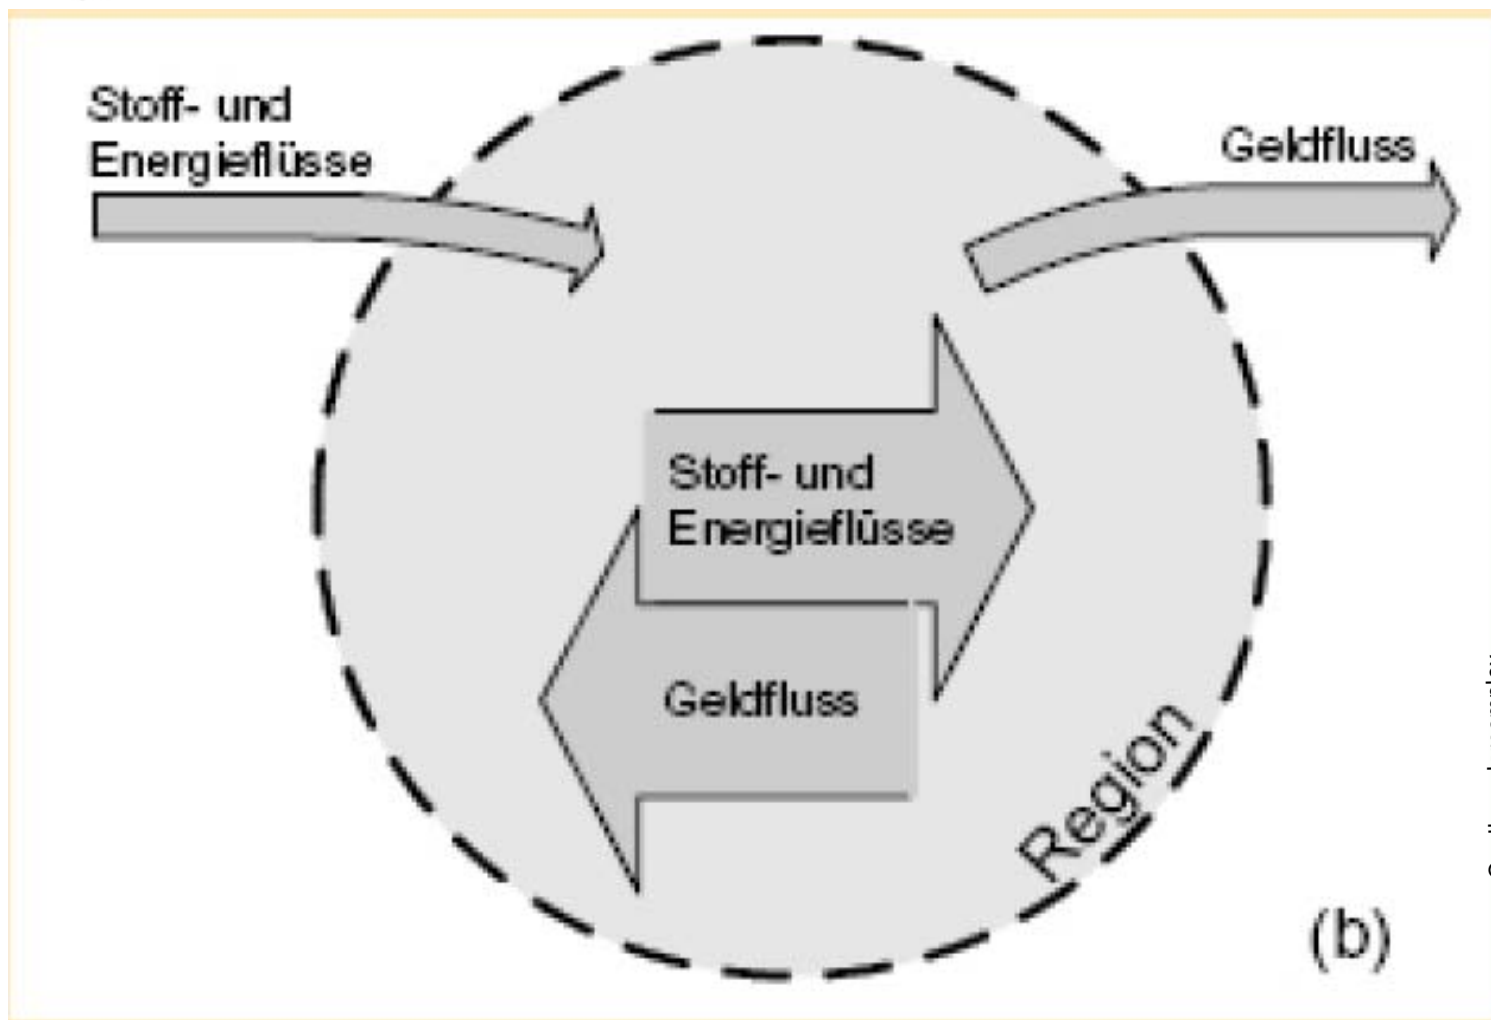 Stoff- und
Energieflüsse
Geldfluss
Stoff- und
Energieflüsse
Geldfluss
Region
(b)